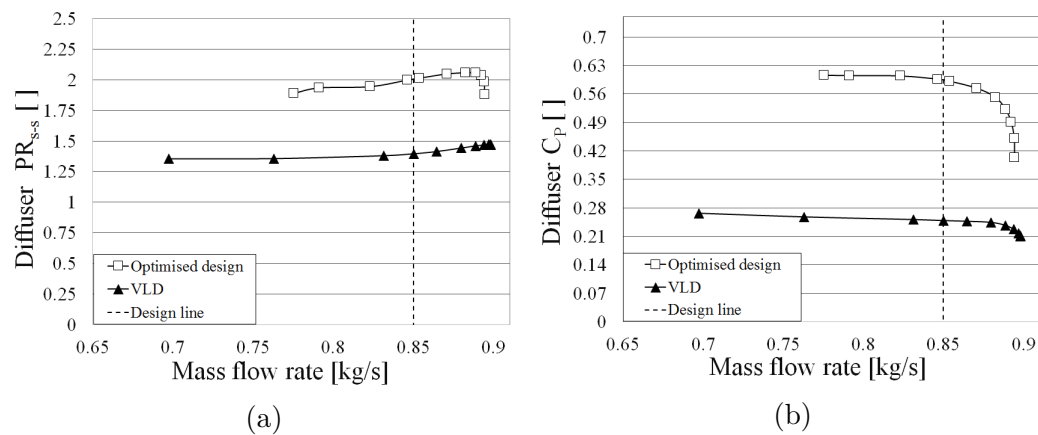 2.5
2.25
2
1.75
1.5
1.25
1
0.75
0.5
0.25
0
Diffuser PRs-s [ ]
Optimised design
VLD
Design line
0.65 0.7 0.75 0.8 0.85 0.9
Mass flow rate [kg/s]
(a)
0.7
0.63
0.56
0.49
0.42
0.35
0.28
0.21
0.14
0.07
0
Diffuser CP [ ]
Optimised design
VLD
Design line
0.65 0.7 0.75 0.8 0.85 0.9
Mass flow rate [kg/s]
(b)